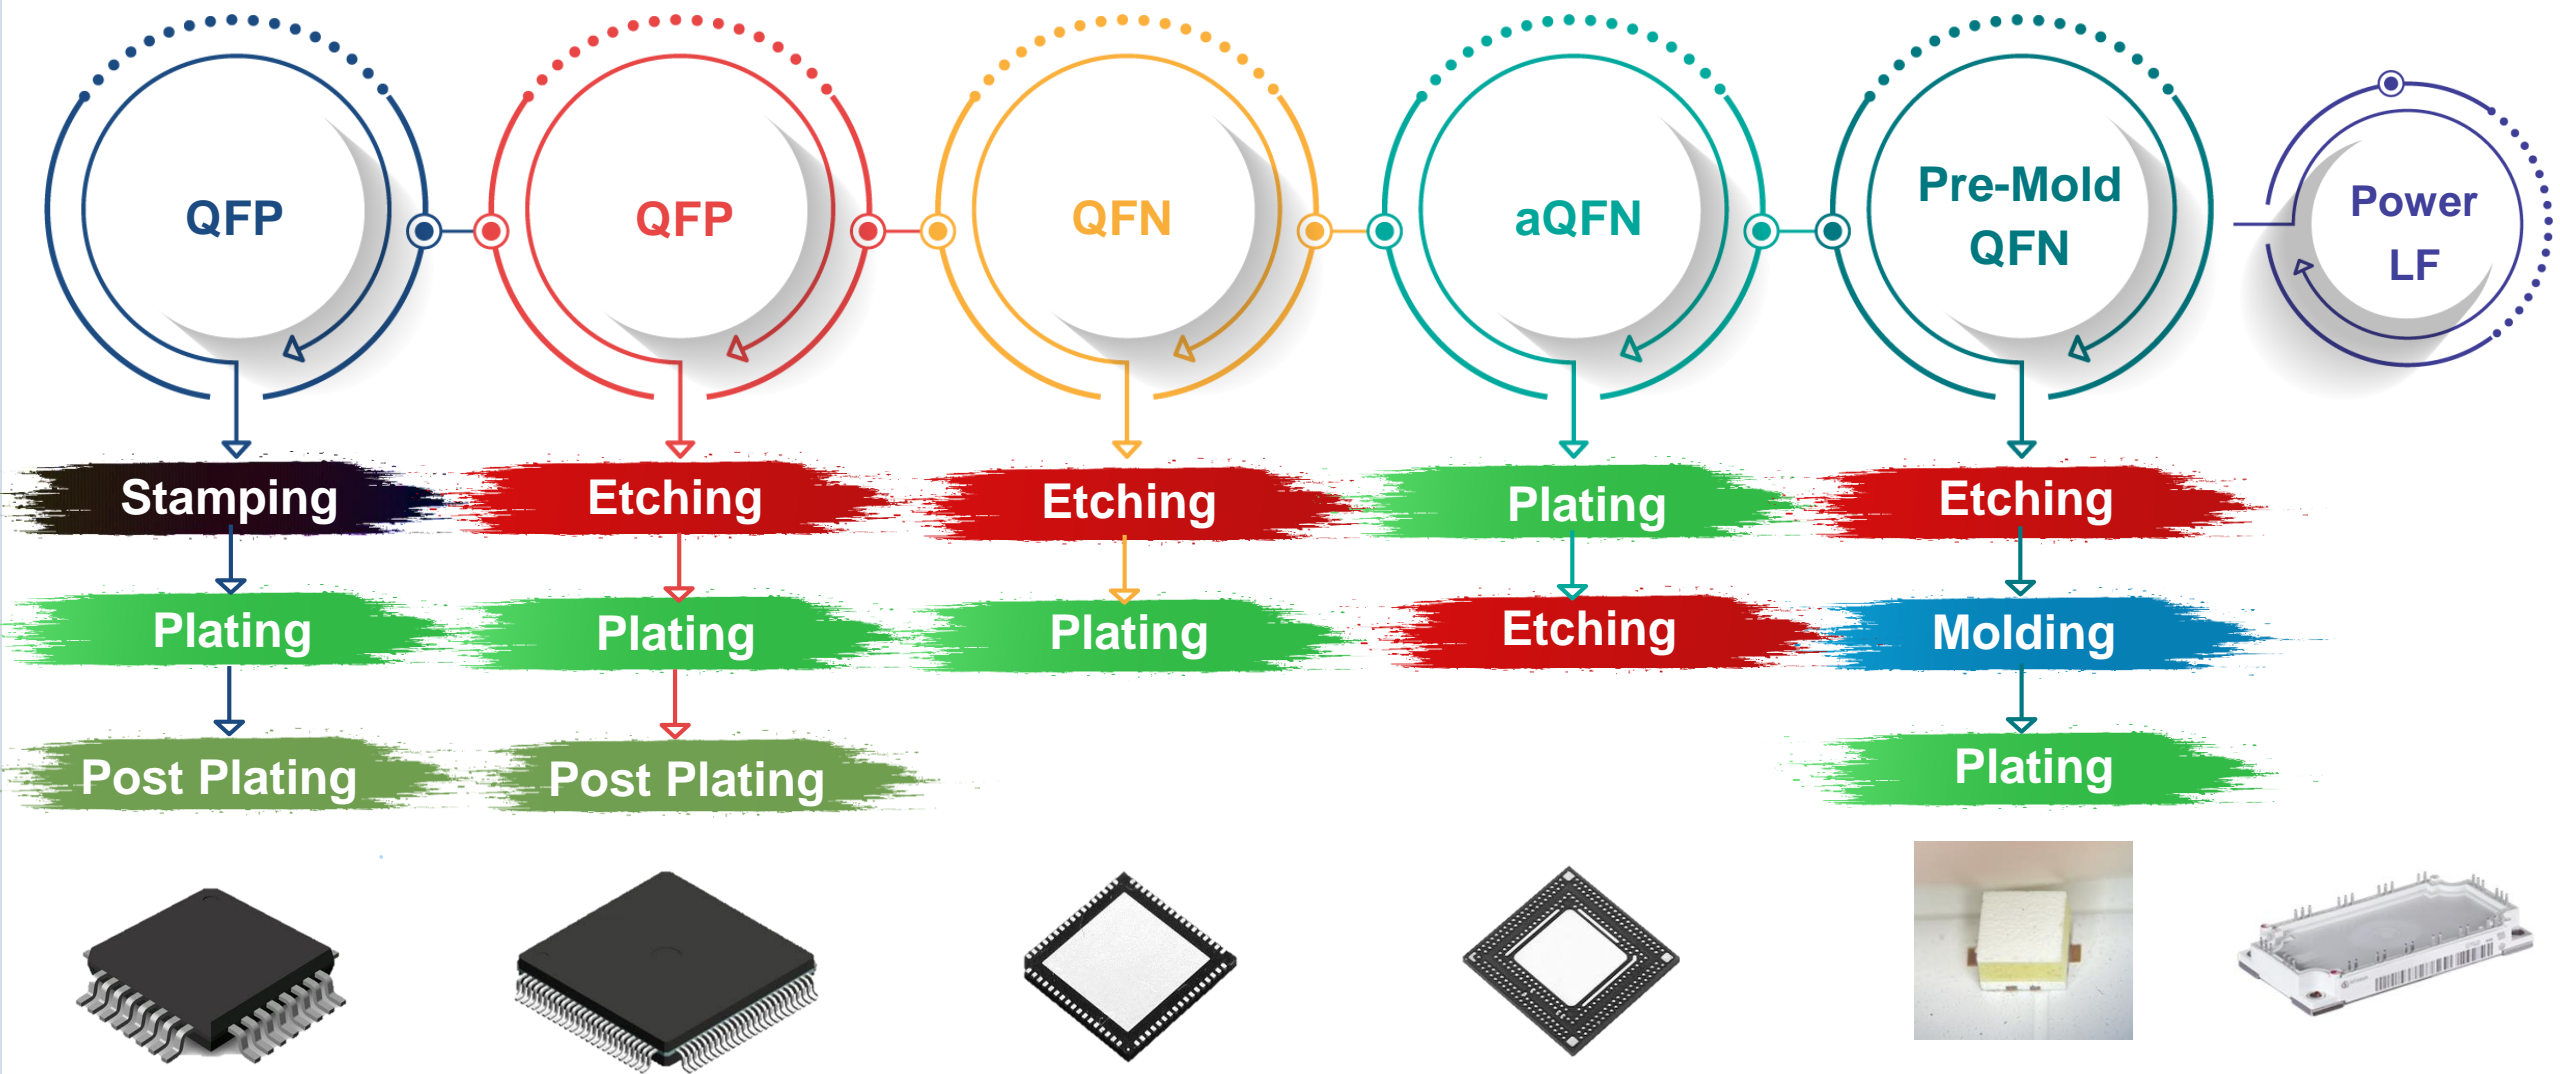 QFP
QFP
QFN
aQFN
Pre-Mold
QFN
Power
LF
Stamping
Etching
Etching
Plating
Etching
Plating
Plating
Plating
Etching
Molding
Post Plating
Post Plating
Plating